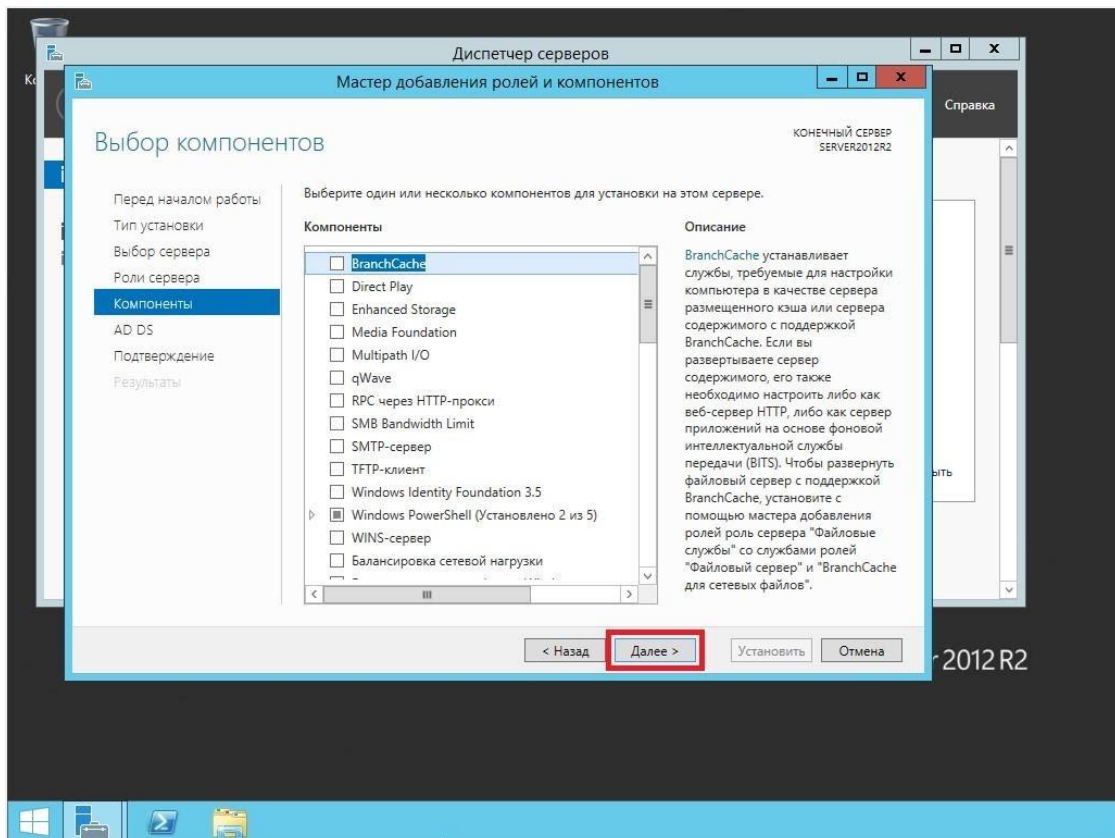 Диспетчер серверов
Мастер добавления ролей и компонентов
Справка
Выбор компонентов
КОНЕЧНЫЙ СЕРВЕР
SERVER2012R2
Перед началом работы
Тип установки
Выбор сервера
Роли сервера
Компоненты
AD DS
Подтверждение
Результаты
Выберите один или несколько компонентов для установки на этом сервере.
Компоненты
BranchCache
Direct Play
Enhanced Storage
Media Foundation
Multipath I/O
qWave
RPC через HTTP-прокси
SMB Bandwidth Limit
SMTP-сервер
TFTP-клиент
Windows Identity Foundation 3.5
Windows PowerShell (Установлено 2 из 5)
WINS-сервер
Балансировка сетевой нагрузки
Описание
BranchCache устанавливает
службы, требуемые для настройки
компьютера в качестве сервера
размещенного кэша или сервера
содержимого с поддержкой
BranchCache. Если вы
развертываете сервер
содержимого, его также
необходимо настроить либо как
веб-сервер HTTP, либо как сервер
приложений на основе фоновой
интеллектуальной службы
передачи (BITS). Чтобы развернуть
файловый сервер с поддержкой
BranchCache, установите с
помощью мастера добавления
ролей роль сервера "Файловые
службы" со службами ролей
"Файловый сервер" и "BranchCache
для сетевых файлов".
ыть
< Назад
Далее >
Установить
Отмена
2012 R2